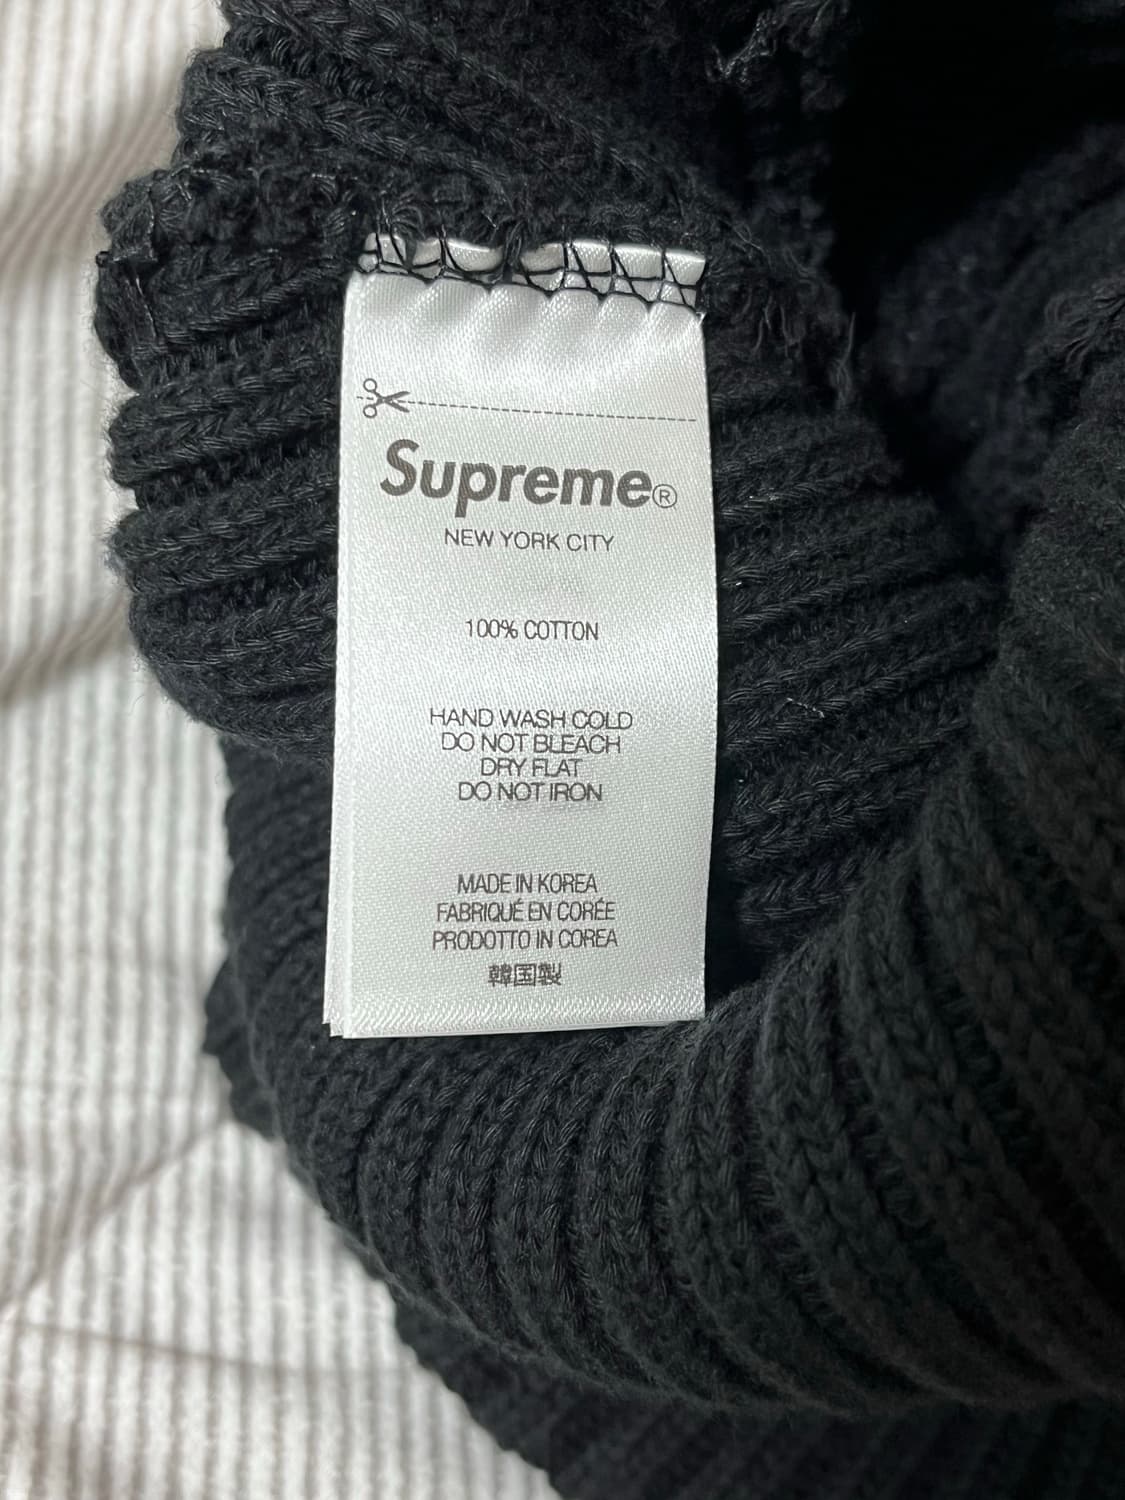 Supreme®
NEW YORK CITY
100% COTTON
HAND WASH COLD
DO NOT BLEACH
DRY FLAT
DO NOT IRON
MADE IN KOREA
FABRIQUÉ EN CORÉE
PRODOTTO IN COREA
韓国製